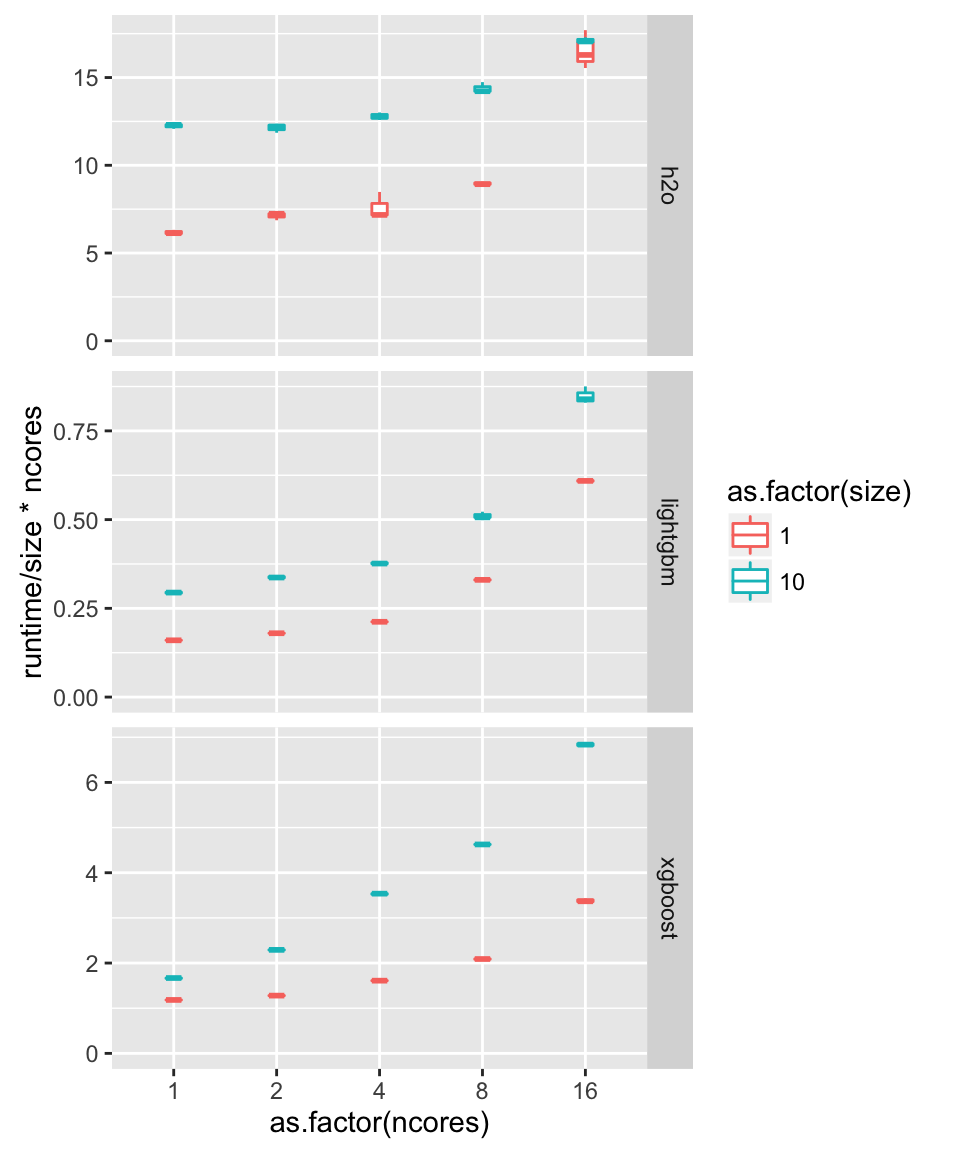 15
10
5
0
h2o
runtime/size * ncores
0.75
0.50
0.25
0.00
lightgbm
6
4
2
0
xgboost
1 2 4 8 16
as.factor(ncores)
as.factor(size)
1
10